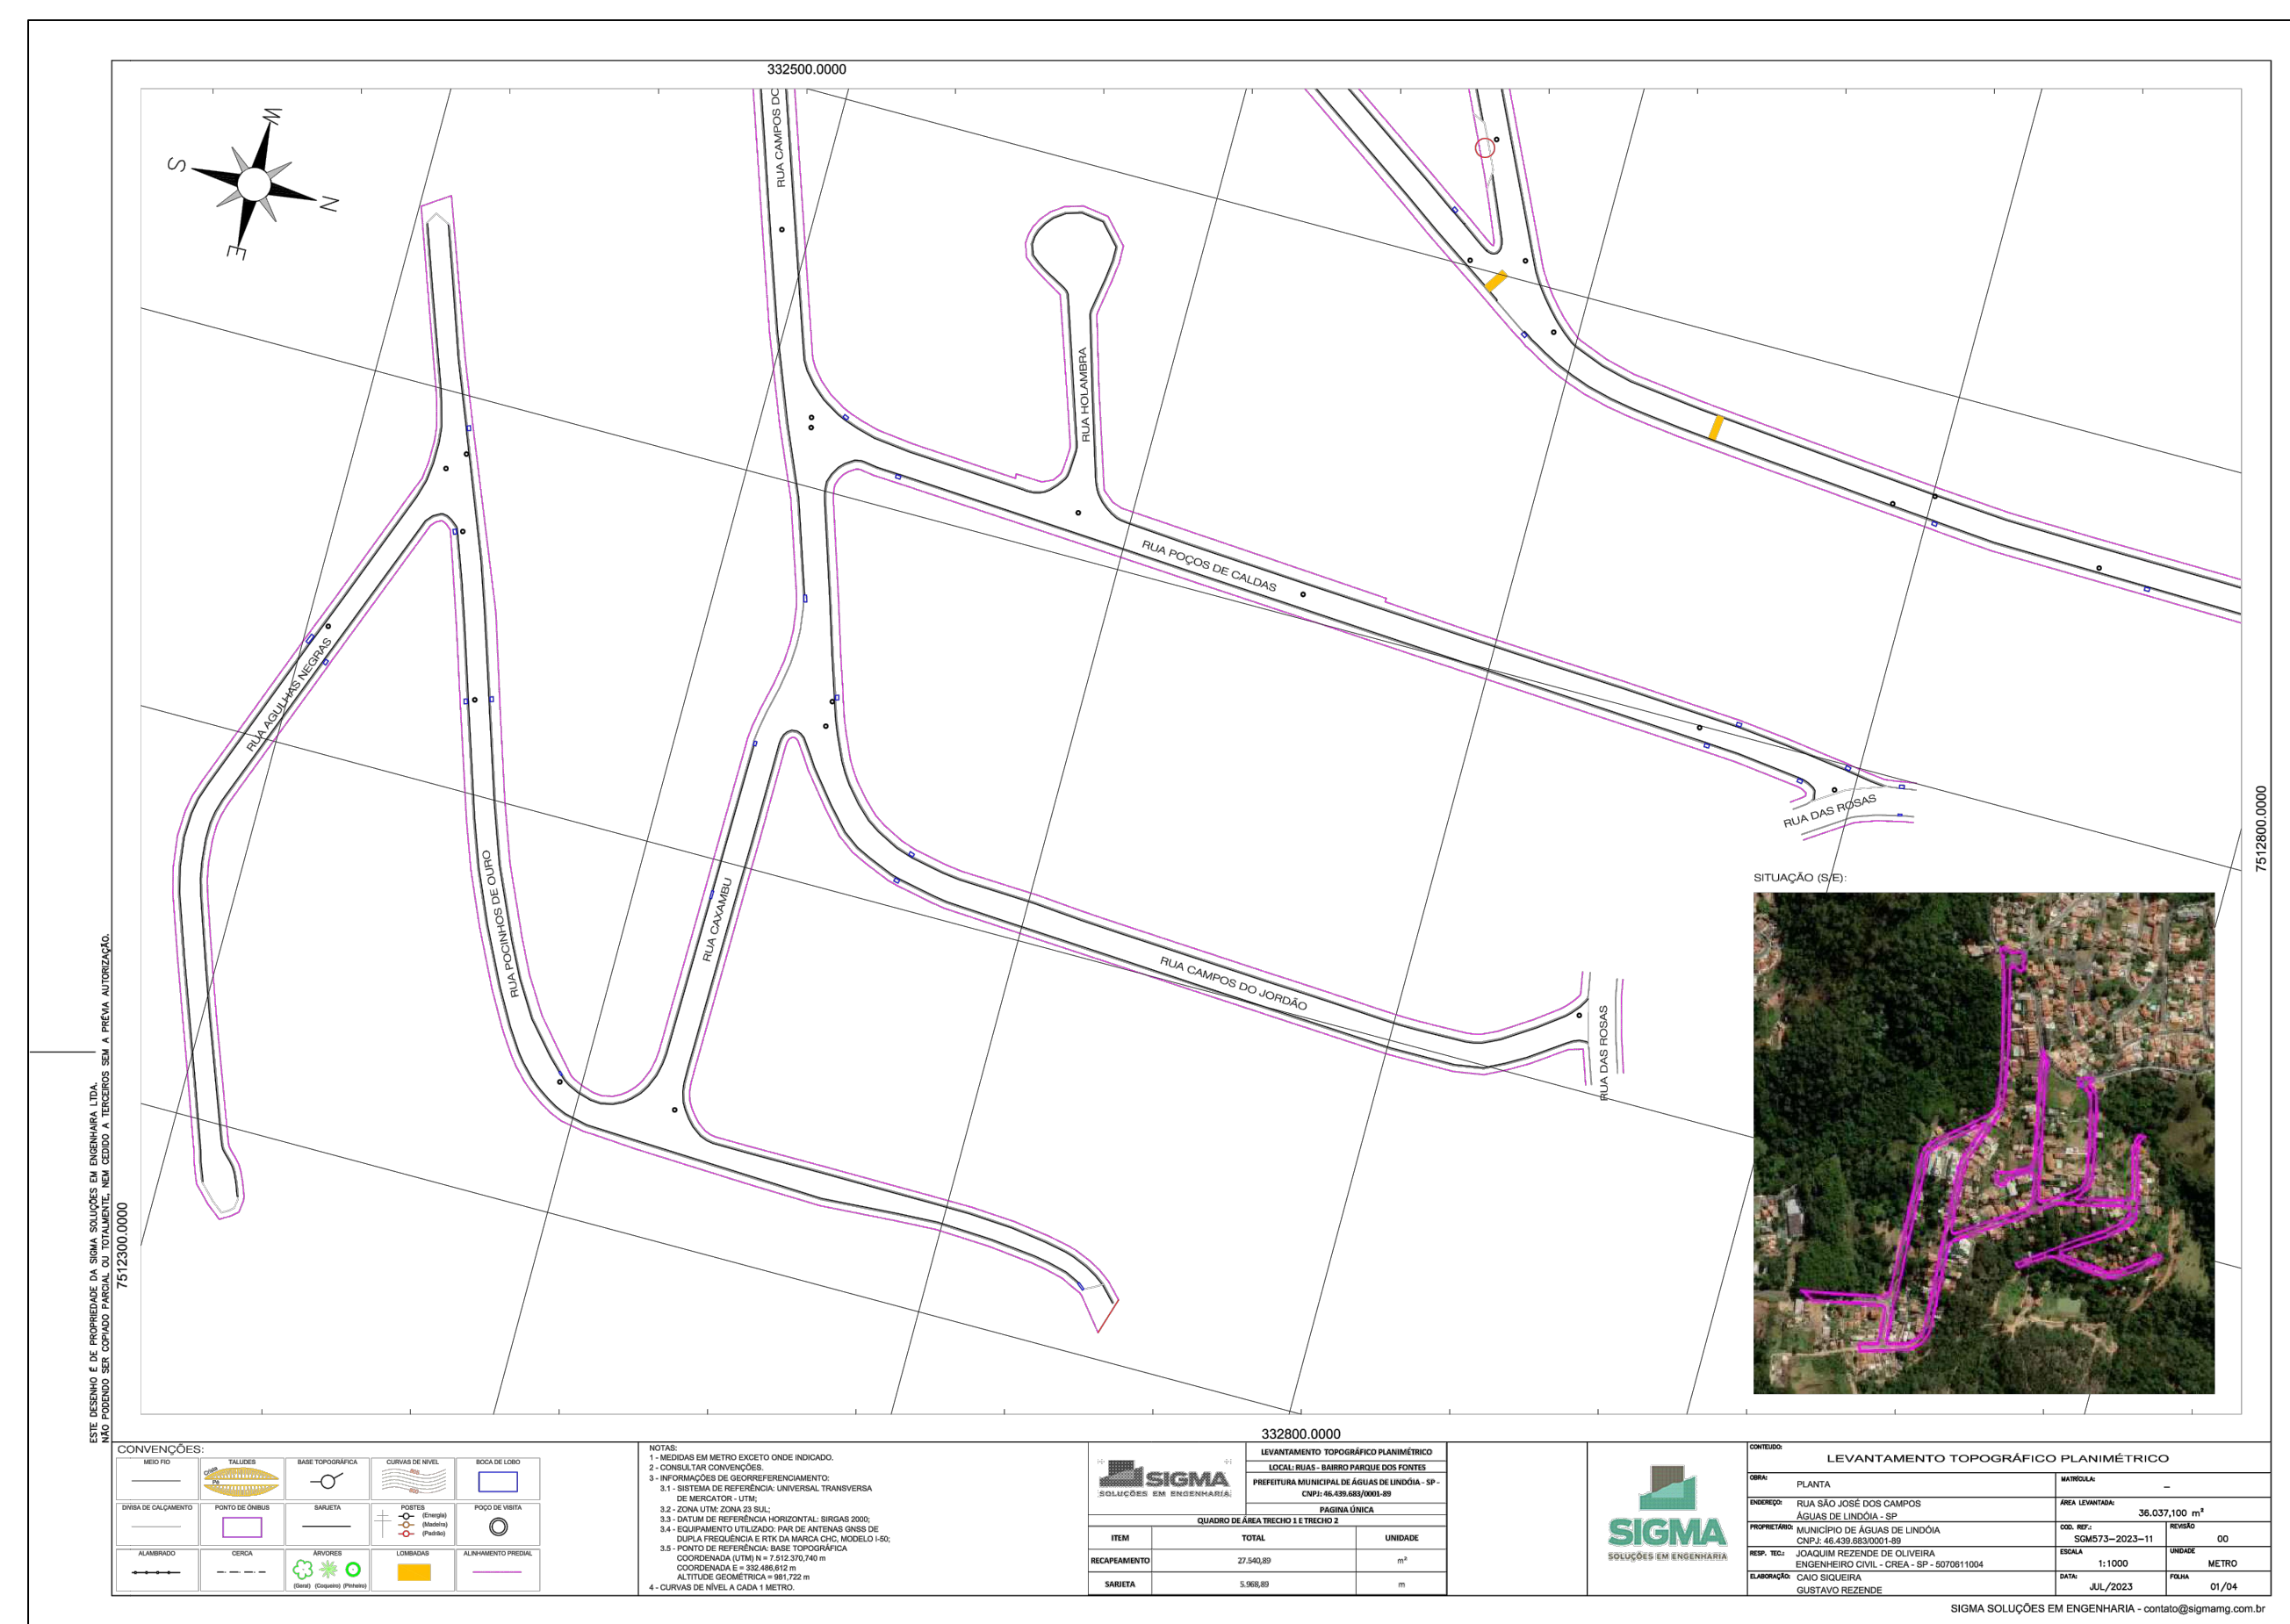 332500.0000
W
S
N
E
RUA CAMPOS DO
RUA HOLAMBRA
RUA POÇOS DE CALDAS
RUA AGULHAS NEGRAS
RUA DAS ROSAS
7512800.0000
RUA POCINHOS DE OURO
RUA CAXAMBU
RUA CAMPOS DO JORDÃO
RUA DAS ROSAS
SITUAÇÃO (S/E):
ESTE DESENHO É DE PROPRIEDADE DA SIGMA SOLUÇÕES EM ENGENHAIRA LTDA.
NÃO PODENDO SER COPIADO PARCIAL OU TOTALMENTE, NEM CEDIDO A TERCEIROS SEM A PRÉVIA AUTORIZAÇÃO.
7512300.0000
332800.0000
CONVENÇÕES:
MEIO FIO
TALUDES
Crista
Pé
BASE TOPOGRÁFICA
CURVAS DE NIVEL
BOCA DE LOBO
DIVISA DE CALÇAMENTO
PONTO DE ÔNIBUS
SARJETA
POSTES
(Energia)
(Madeira)
(Padrão)
POÇO DE VISITA
ALAMBRADO
CERCA
ÁRVORES
(Geral) (Coqueiro) (Pinheiro)
LOMBADAS
ALINHAMENTO PREDIAL
NOTAS:
1 - MEDIDAS EM METRO EXCETO ONDE INDICADO.
2 - CONSULTAR CONVENÇÕES.
3 - INFORMAÇÕES DE GEORREFERENCIAMENTO:
3.1 - SISTEMA DE REFERÊNCIA: UNIVERSAL TRANSVERSA
DE MERCATOR - UTM;
3.2 - ZONA UTM: ZONA 23 SUL;
3.3 - DATUM DE REFERÊNCIA HORIZONTAL: SIRGAS 2000;
3.4 - EQUIPAMENTO UTILIZADO: PAR DE ANTENAS GNSS DE
DUPLA FREQUÊNCIA E RTK DA MARCA CHC, MODELO I-50;
3.5 - PONTO DE REFERÊNCIA: BASE TOPOGRÁFICA
COORDENADA (UTM) N = 7.512.370,740 m
COORDENADA E = 332.486,612 m
ALTITUDE GEOMÉTRICA = 981,722 m
4 - CURVAS DE NÍVEL A CADA 1 METRO.
SIGMA
SOLUÇÕES EM ENGENHARIA
LEVANTAMENTO TOPOGRÁFICO PLANIMÉTRICO
LOCAL: RUAS - BAIRRO PARQUE DOS FONTES
PREFEITURA MUNICIPAL DE ÁGUAS DE LINDÓIA - SP -
CNPJ: 46.439.683/0001-89
PAGINA ÚNICA
QUADRO DE ÁREA TRECHO 1 E TRECHO 2
ITEM TOTAL UNIDADE
RECAPEAMENTO 27.540,89 m²
SARJETA 5.968,89 m
SIGMA
SOLUÇÕES EM ENGENHARIA
CONTEUDO:
LEVANTAMENTO TOPOGRÁFICO PLANIMÉTRICO
OBRA: PLANTA
MATRÍCULA: –
ENDEREÇO: RUA SÃO JOSÉ DOS CAMPOS
ÁGUAS DE LINDÓIA - SP
ÁREA LEVANTADA: 36.037,100 m²
PROPRIETÁRIO: MUNICÍPIO DE ÁGUAS DE LINDÓIA
CNPJ: 46.439.683/0001-89
COD. REF.: SGM573-2023-11
REVISÃO 00
RESP. TEC.: JOAQUIM REZENDE DE OLIVEIRA
ENGENHEIRO CIVIL - CREA - SP - 5070611004
ESCALA 1:1000
UNIDADE METRO
ELABORAÇÃO: CAIO SIQUEIRA
GUSTAVO REZENDE
DATA: JUL/2023
FOLHA 01/04
SIGMA SOLUÇÕES EM ENGENHARIA - contato@sigmamg.com.br